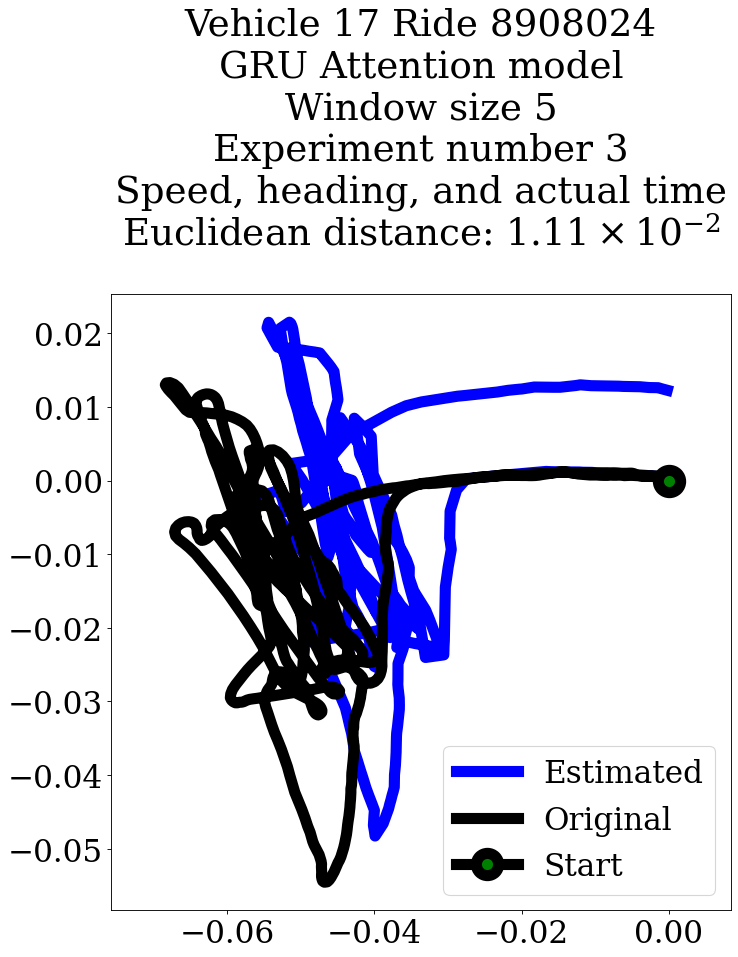 Vehicle 17 Ride 8908024
GRU Attention model
Window size 5
Experiment number 3
Speed, heading, and actual time
Euclidean distance: 1.11 × 10⁻²
0.02
0.01
0.00
−0.01
−0.02
−0.03
−0.04
−0.05
Estimated
Original
Start
−0.06
−0.04
−0.02
0.00